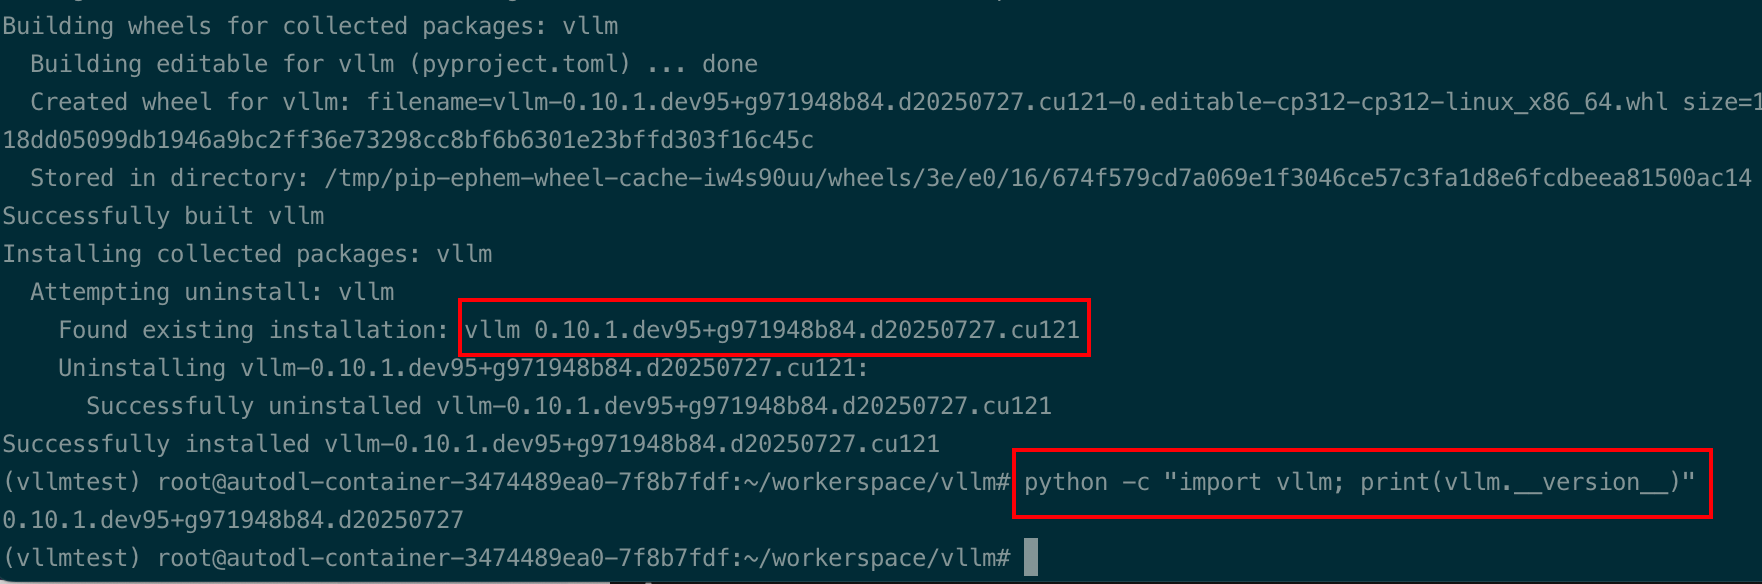 Building wheels for collected packages: vllm
Building editable for vllm (pyproject.toml) ... done
Created wheel for vllm: filename=vllm-0.10.1.dev95+g971948b84.d20250727.cu121-0.editable-cp312-cp312-linux_x86_64.whl size=1
18dd05099db1946a9bc2ff36e73298cc8bf6b6301e23bffd303f16c45c
Stored in directory: /tmp/pip-ephem-wheel-cache-iw4s90uu/wheels/3e/e0/16/674f579cd7a069e1f3046ce57c3fa1d8e6fcdbeea81500ac14
Successfully built vllm
Installing collected packages: vllm
Attempting uninstall: vllm
Found existing installation: vllm 0.10.1.dev95+g971948b84.d20250727.cu121
Uninstalling vllm-0.10.1.dev95+g971948b84.d20250727.cu121:
Successfully uninstalled vllm-0.10.1.dev95+g971948b84.d20250727.cu121
Successfully installed vllm-0.10.1.dev95+g971948b84.d20250727.cu121
(vllmtest) root@autodl-container-3474489ea0-7f8b7fdf:~/workerspace/vllm# python -c "import vllm; print(vllm.__version__)"
0.10.1.dev95+g971948b84.d20250727
(vllmtest) root@autodl-container-3474489ea0-7f8b7fdf:~/workerspace/vllm#